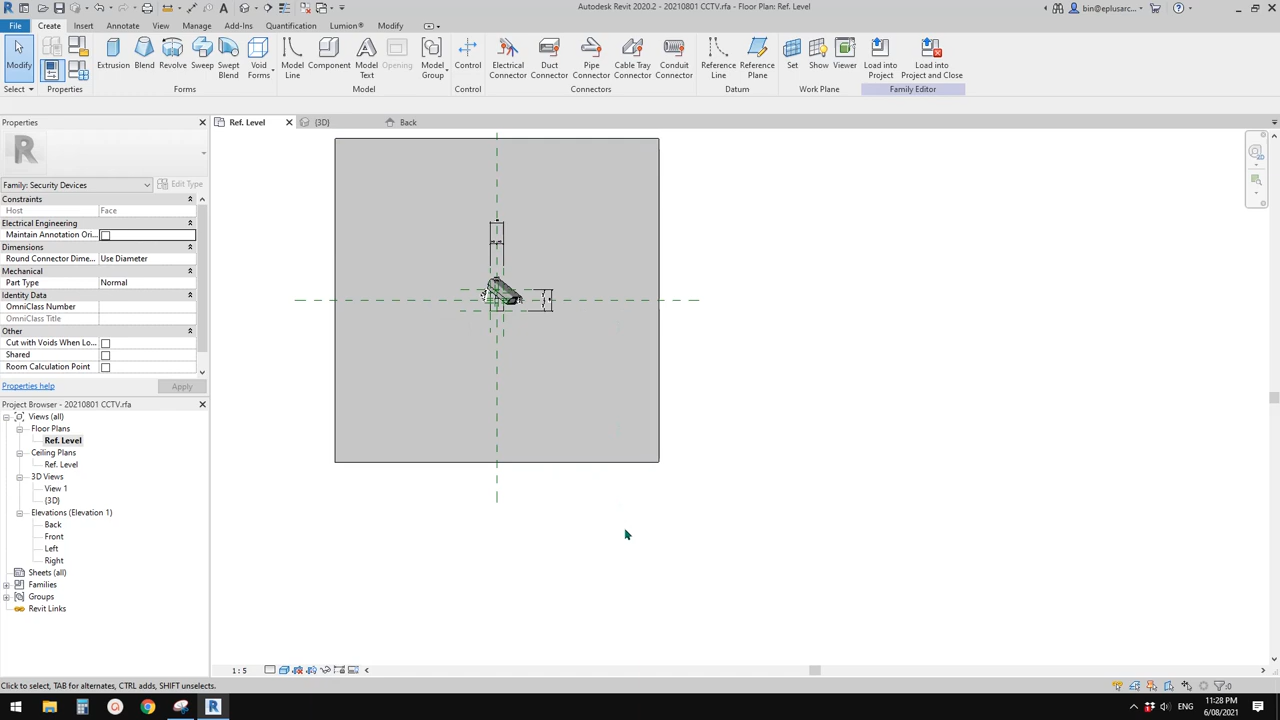 Autodesk Revit 2020.2 - 20210801 CCTV.rfa - Floor Plan: Ref. Level
bin@eplusarc...
File Create Insert Annotate View Manage Add-Ins Quantification Lumion® Modify
Modify
Extrusion Blend Revolve Sweep Swept Blend Void Forms
Model Line Component Model Text Opening Model Group
Control
Electrical Connector Duct Connector Pipe Connector Cable Tray Connector Conduit Connector
Reference Line Reference Plane
Set Show Viewer
Load into Project Load into Project and Close
Select Properties Forms Model Control Connectors Datum Work Plane Family Editor
Properties
Ref. Level {3D} Back
Family: Security Devices Edit Type
Constraints
Host Face
Electrical Engineering
Maintain Annotation Ori...
Dimensions
Round Connector Dime... Use Diameter
Mechanical
Part Type Normal
Identity Data
OmniClass Number
OmniClass Title
Other
Cut with Voids When Lo...
Shared
Room Calculation Point
Properties help Apply
Project Browser - 20210801 CCTV.rfa
Views (all)
Floor Plans
Ref. Level
Ceiling Plans
Ref. Level
3D Views
View 1
{3D}
Elevations (Elevation 1)
Back
Front
Left
Right
Sheets (all)
Families
Groups
Revit Links
1 : 5
Click to select, TAB for alternates, CTRL adds, SHIFT unselects.
:0
ENG
11:28 PM
6/08/2021